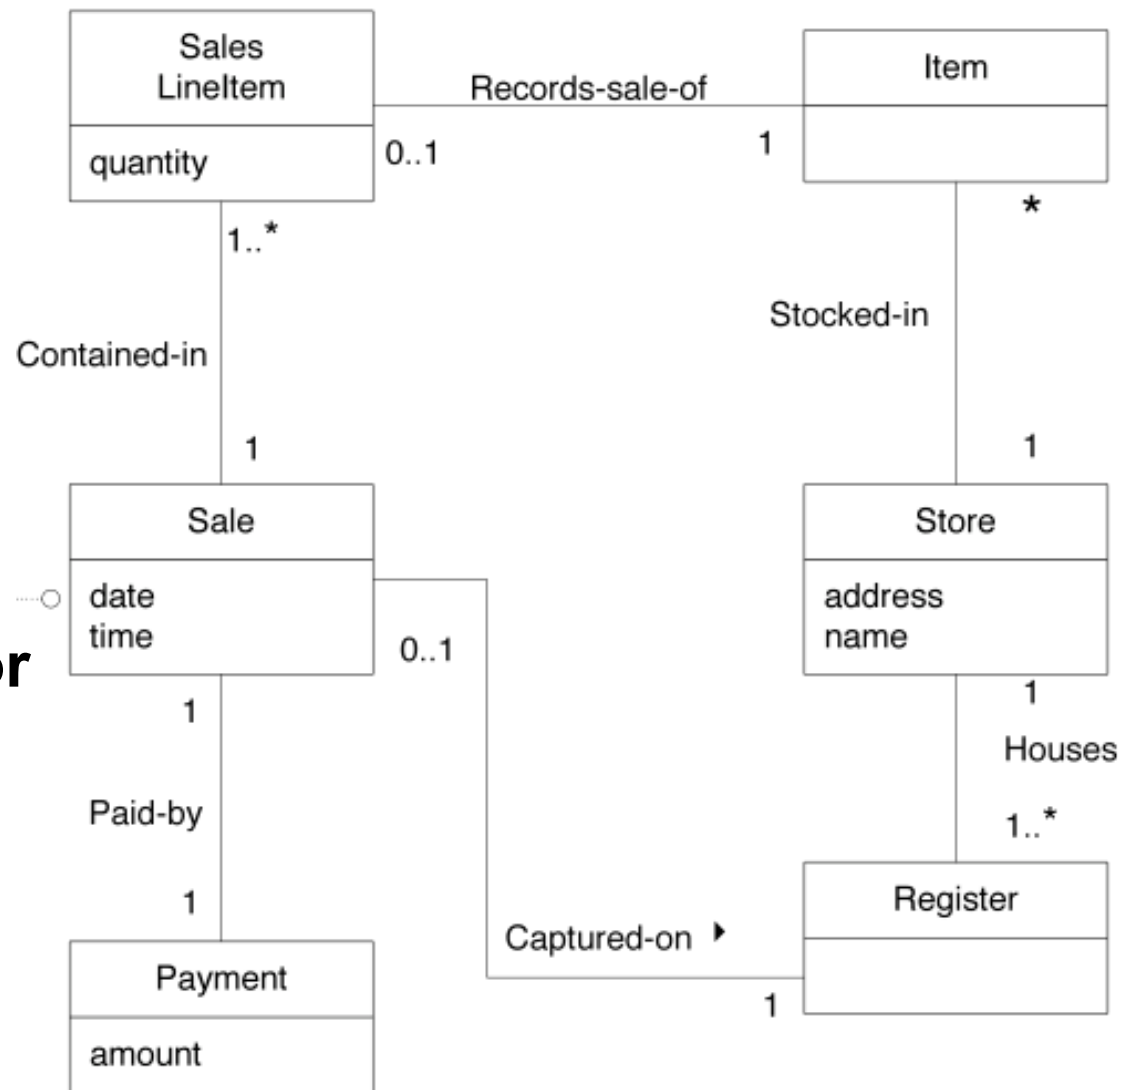 Sales
LineItem
quantity
Records-sale-of
0..1
1
Item
1..*
*
Contained-in
Stocked-in
1
1
Sale
date
time
0..1
Store
address
name
or
1
1
Paid-by
Houses
1..*
1
Captured-on
Register
1
Payment
amount